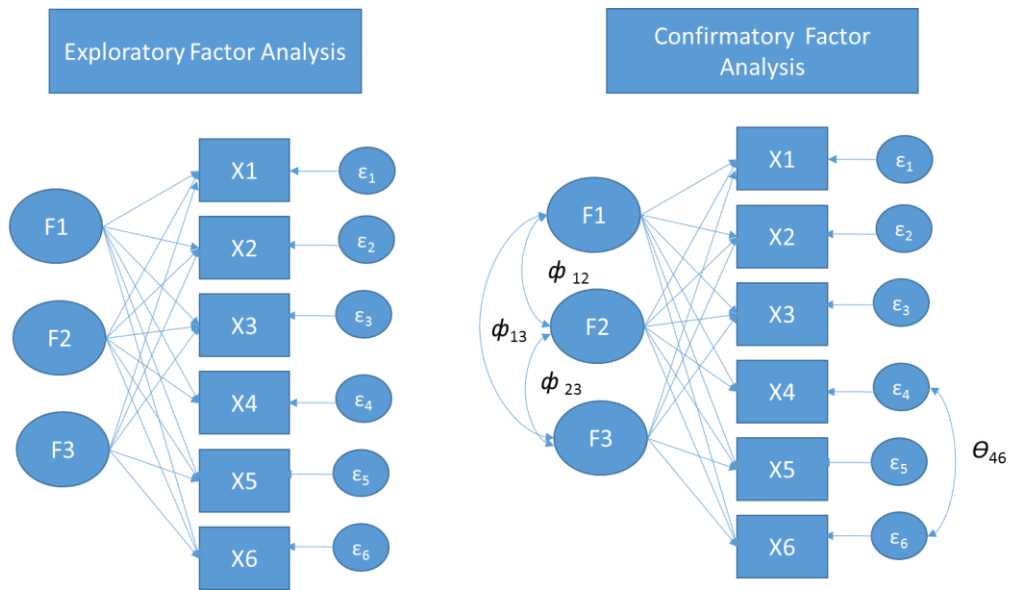 Exploratory Factor Analysis
X1
ε1
F1
X2
ε2
X3
ε3
F2
X4
ε4
F3
X5
ε5
X6
ε6
Confirmatory Factor
Analysis
X1
ε1
F1
X2
ε2
ϕ 12
X3
ε3
F2
ϕ13
ϕ 23
X4
ε4
F3
X5
ε5
Θ46
X6
ε6